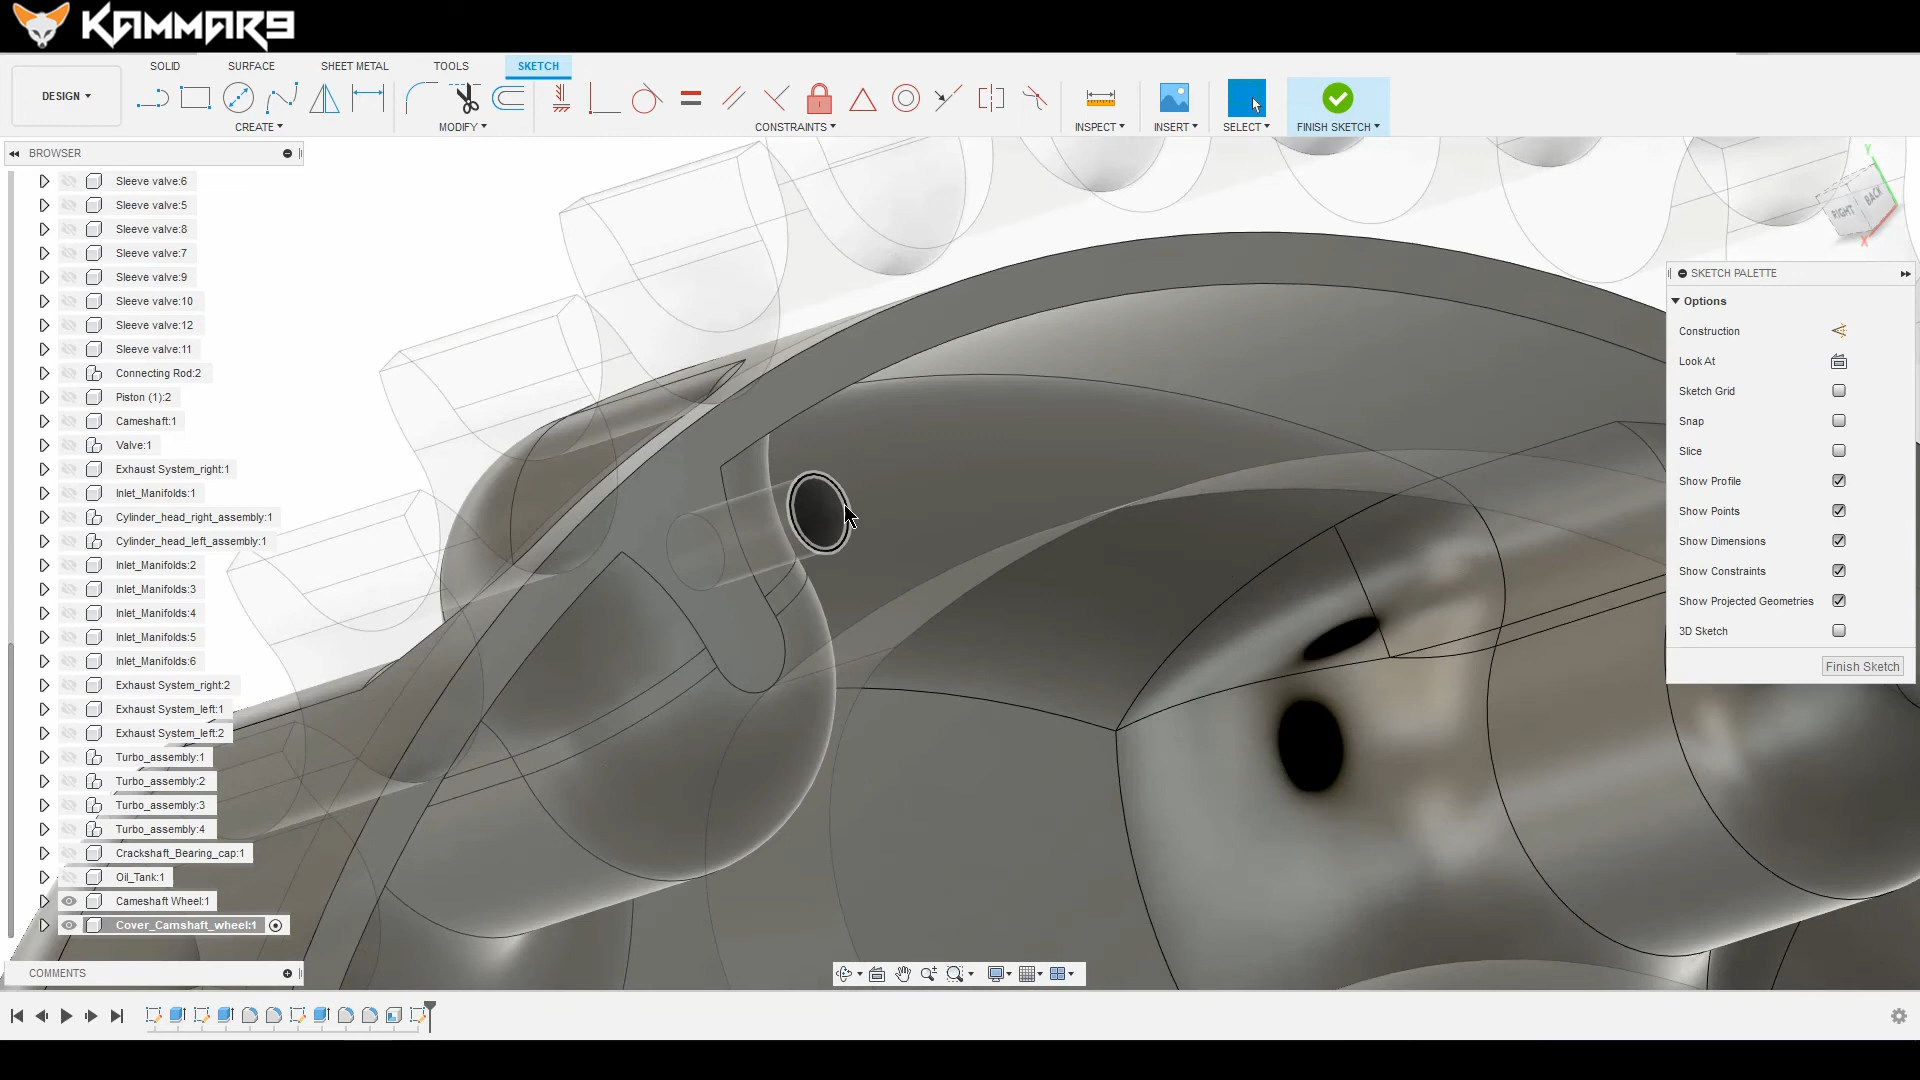 KAMMAR9
SOLID SURFACE SHEET METAL TOOLS SKETCH
DESIGN
CREATE MODIFY CONSTRAINTS INSPECT INSERT SELECT FINISH SKETCH
BROWSER
Sleeve valve:6
Sleeve valve:5
Sleeve valve:8
Sleeve valve:7
Sleeve valve:9
Sleeve valve:10
Sleeve valve:12
Sleeve valve:11
Connecting Rod:2
Piston (1):2
Cameshaft:1
Valve:1
Exhaust System_right:1
Inlet_Manifolds:1
Cylinder_head_right_assembly:1
Cylinder_head_left_assembly:1
Inlet_Manifolds:2
Inlet_Manifolds:3
Inlet_Manifolds:4
Inlet_Manifolds:5
Inlet_Manifolds:6
Exhaust System_right:2
Exhaust System_left:1
Exhaust System_left:2
Turbo_assembly:1
Turbo_assembly:2
Turbo_assembly:3
Turbo_assembly:4
Crackshaft_Bearing_cap:1
Oil_Tank:1
Cameshaft Wheel:1
Cover_Camshaft_wheel:1
COMMENTS
Y
RIGHT BACK
X
SKETCH PALETTE
Options
Construction
Look At
Sketch Grid
Snap
Slice
Show Profile
Show Points
Show Dimensions
Show Constraints
Show Projected Geometries
3D Sketch
Finish Sketch